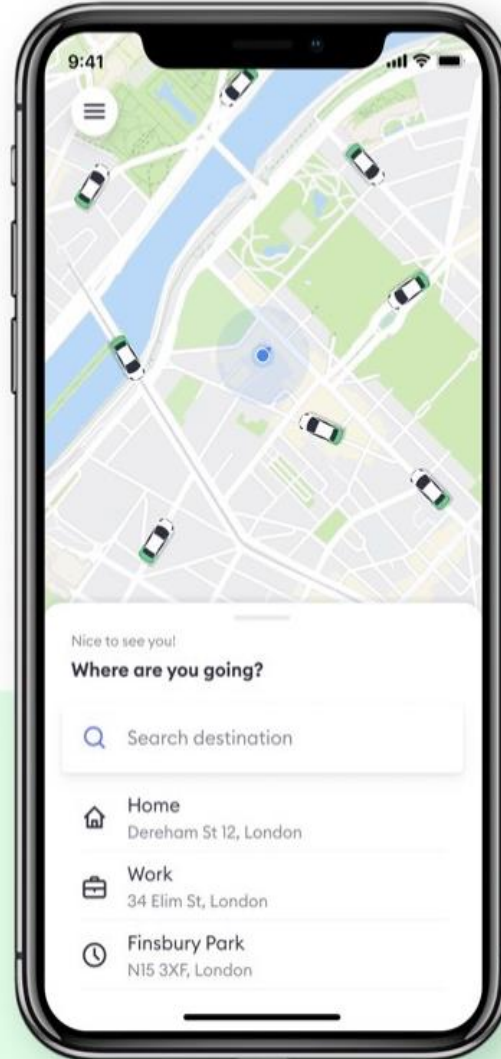 9:41
Nice to see you!
Where are you going?
Search destination
Home
Dereham St 12, London
Work
34 Elim St, London
Finsbury Park
N15 3XF, London